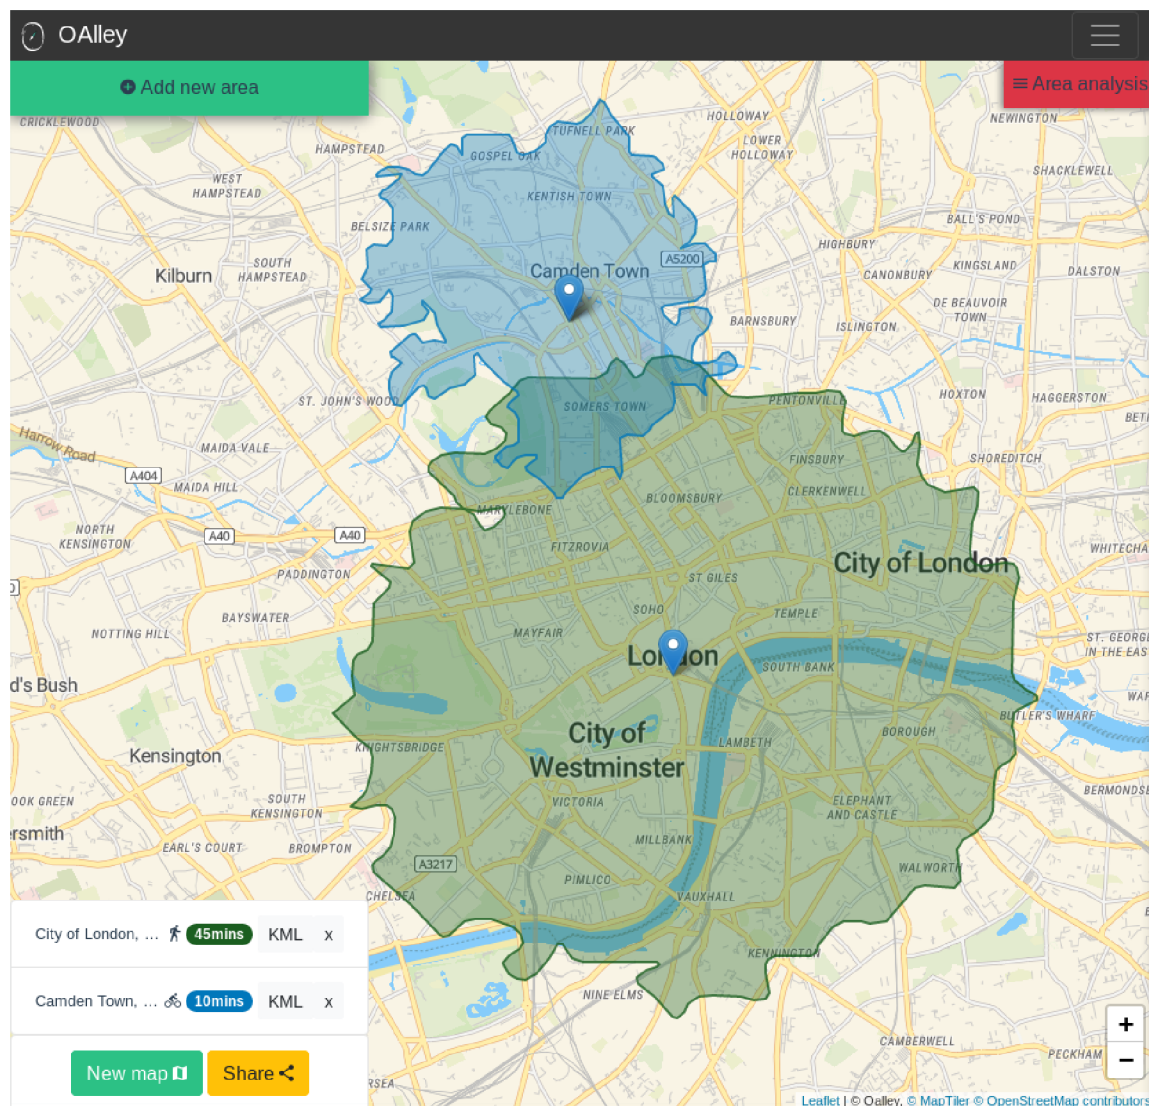 OAlley
Add new area
Area analysis
CRICKLEWOOD
TUFNELL PARK
HOLLOWAY
NEWINGTON
HAMPSTEAD
GOSPEL OAK
LOWER
HOLLOWAY
SHACKLEWELL
WEST
HAMPSTEAD
KENTISH TOWN
BELSIZE PARK
BALL'S POND
HIGHBURY
A5200
SOUTH
HAMPSTEAD
Kilburn
Camden Town
CANONBURY
KINGSLAND
DALSTON
DE BEAUVOIR
TOWN
BARNSBURY
ISLINGTON
ST. JOHN'S WOOD
SOMERS TOWN
PENTONVILLE
HOXTON
HAGGERSTON
BET
Harrow Road
MAIDA VALE
FINSBURY
SHOREDITCH
A404
MAIDA HILL
BLOOMSBURY
CLERKENWELL
MARYLEBONE
NORTH
KENSINGTON
A40
A40
FITZROVIA
WHITECHA
City of London
PADDINGTON
ST GILES
BAYSWATER
SOHO
TEMPLE
NOTTING HILL
MAYFAIR
ST. GEORGE
IN THE EAS
London
SOUTH BANK
d's Bush
WAP
BUTLER'S WHARF
KNIGHTSBRIDGE
City of
Westminster
LAMBETH
BOROUGH
Kensington
BERMONDSE
OOK GREEN
SOUTH
KENSINGTON
VICTORIA
ELEPHANT
AND CASTLE
ersmith
EARL'S COURT
BROMPTON
MILLBANK
A3217
WALWORTH
PIMLICO
CHELSEA
VAUXHALL
City of London, ... 45mins KML x
KENNINGTON
Camden Town, ... 10mins KML x
NINE ELMS
+
CAMBERWELL
PECKHAM
−
New map Share
RSEA
Leaflet | © Oalley, © MapTiler © OpenStreetMap contributors